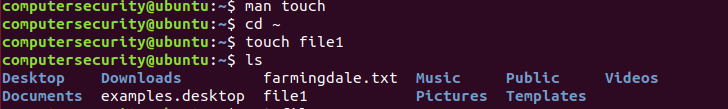 computersecurity@ubuntu:~$ man touch
computersecurity@ubuntu:~$ cd ~
computersecurity@ubuntu:~$ touch file1
computersecurity@ubuntu:~$ ls
Desktop Downloads farmingdale.txt Music Public Videos
Documents examples.desktop file1 Pictures Templates